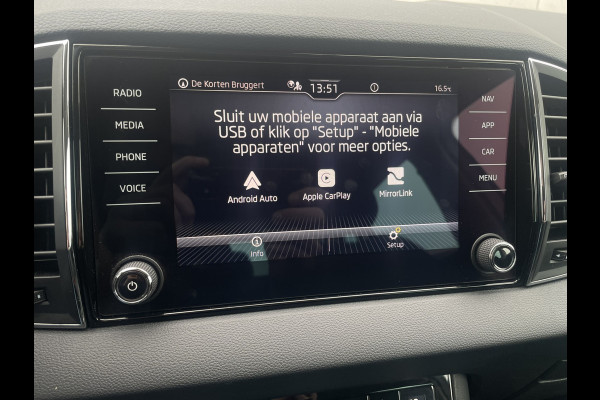 RADIO
MEDIA
PHONE
VOICE
De Korten Bruggert
13:51
16.5℃
Sluit uw mobiele apparaat aan via
USB of klik op "Setup" - "Mobiele
apparaten" voor meer opties.
Android Auto
Apple CarPlay
MirrorLink
Info
Setup
NAV
APP
CAR
MENU